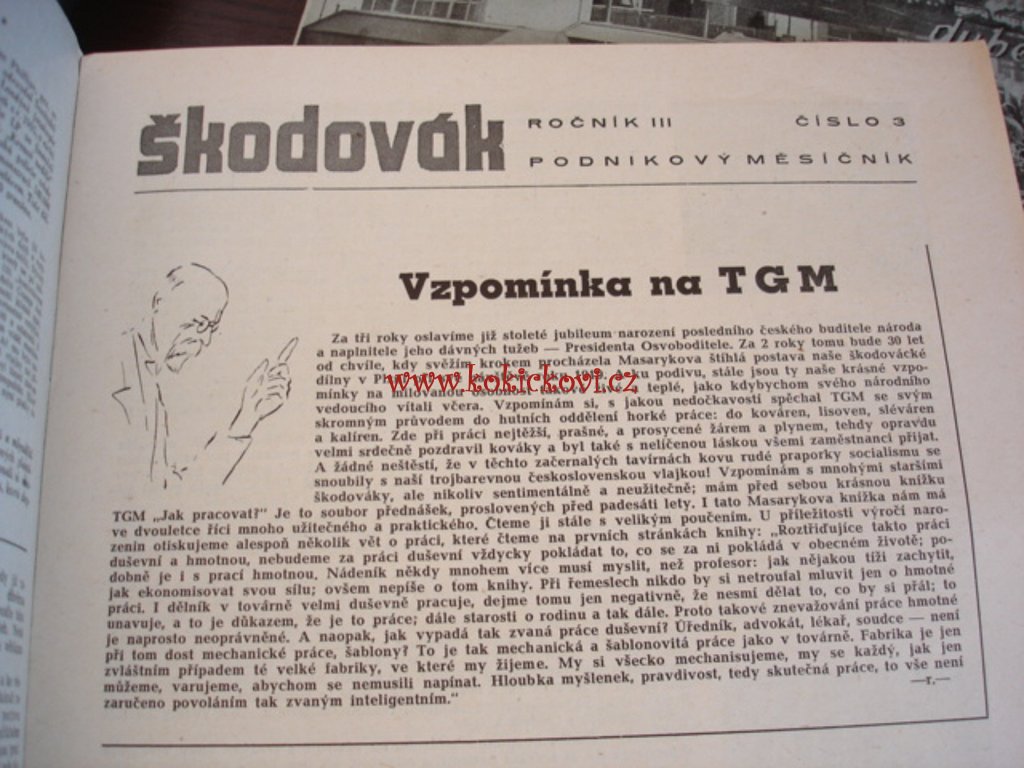 dube
škodovák
ROČNÍK III ČÍSLO 3
PODNIKOVÝ MĚSÍČNÍK
Vzpomínka na TGM
Za tři roky oslavíme již stoleté jubileum narození posledního českého buditele národa
a naplnitele jeho dávných tužeb — Presidenta Osvoboditele. Za 2 roky tomu bude 30 let
od chvíle, kdy svěžím krokem procházela Masarykova štíhlá postava naše škodovácké
dílny v roku podivu, stále jsou ty naše krásné vzpo-
mínky na milovanou osobnost teplé, jako kdybychom svého národního
www.kokickovi.cz
vedoucího vítali včera. Vzpomínám si, s jakou nedočkavostí spěchal TGM se svým
skromným průvodem do hutních oddělení horké práce: do kováren, lisoven, sléváren
a kalíren. Zde při práci nejtěžší, prašné, a prosycené žárem a plynem, tehdy opravdu
velmi srdečně pozdravil kováky a byl také s nelíčenou láskou všemi zaměstnanci přijat.
A žádné neštěstí, že v těchto začernalých tavírnách kovu rudé praporky socialismu se
snoubily s naší trojbarevnou československou vlajkou! Vzpomínám s mnohými staršími
škodováky, ale nikoliv sentimentálně a neužitečně; mám před sebou krásnou knížku
TGM „Jak pracovat?“ Je to soubor přednášek, proslovených před padesáti lety. I tato Masarykova knížka nám má
ve dvouletce říci mnoho užitečného a praktického. Čteme ji stále s velikým poučením. U příležitosti výročí naro-
zenin otiskujeme alespoň několik vět o práci, které čteme na prvních stránkách knihy: „Roztřiďujíce takto práci
duševní a hmotnou, nebudeme za práci duševní vždycky pokládat to, co se za ni pokládá v obecném životě; po-
dobně je i s prací hmotnou. Nádeník někdy mnohem více musí myslit, než profesor: jak nějakou tíži zachytit,
jak ekonomisovat svou sílu; ovšem nepíše o tom knihy. Při řemeslech nikdo by si netroufal mluvit jen o hmotné
práci. I dělník v továrně velmi duševně pracuje, dejme tomu jen negativně, že nesmí dělat to, co by si přál; to
unavuje, a to je důkazem, že je to práce; dále starosti o rodinu a tak dále. Proto takové znevažování práce hmotné
je naprosto neoprávněné. A naopak, jak vypadá tak zvaná práce duševní? Úředník, advokát, lékař, soudce — není
při tom dost mechanické práce, šablony? To je tak mechanická a šablonovitá práce jako v továrně. Fabrika je jen
zvláštním případem té velké fabriky, ve které my žijeme. My si všecko mechanisujeme, my se každý, jak jen
můžeme, varujeme, abychom se nemusili napínat. Hloubka myšlenek, pravdivost, tedy skutečná práce, to vše není
zaručeno povoláním tak zvaným inteligentním.“ —r.—